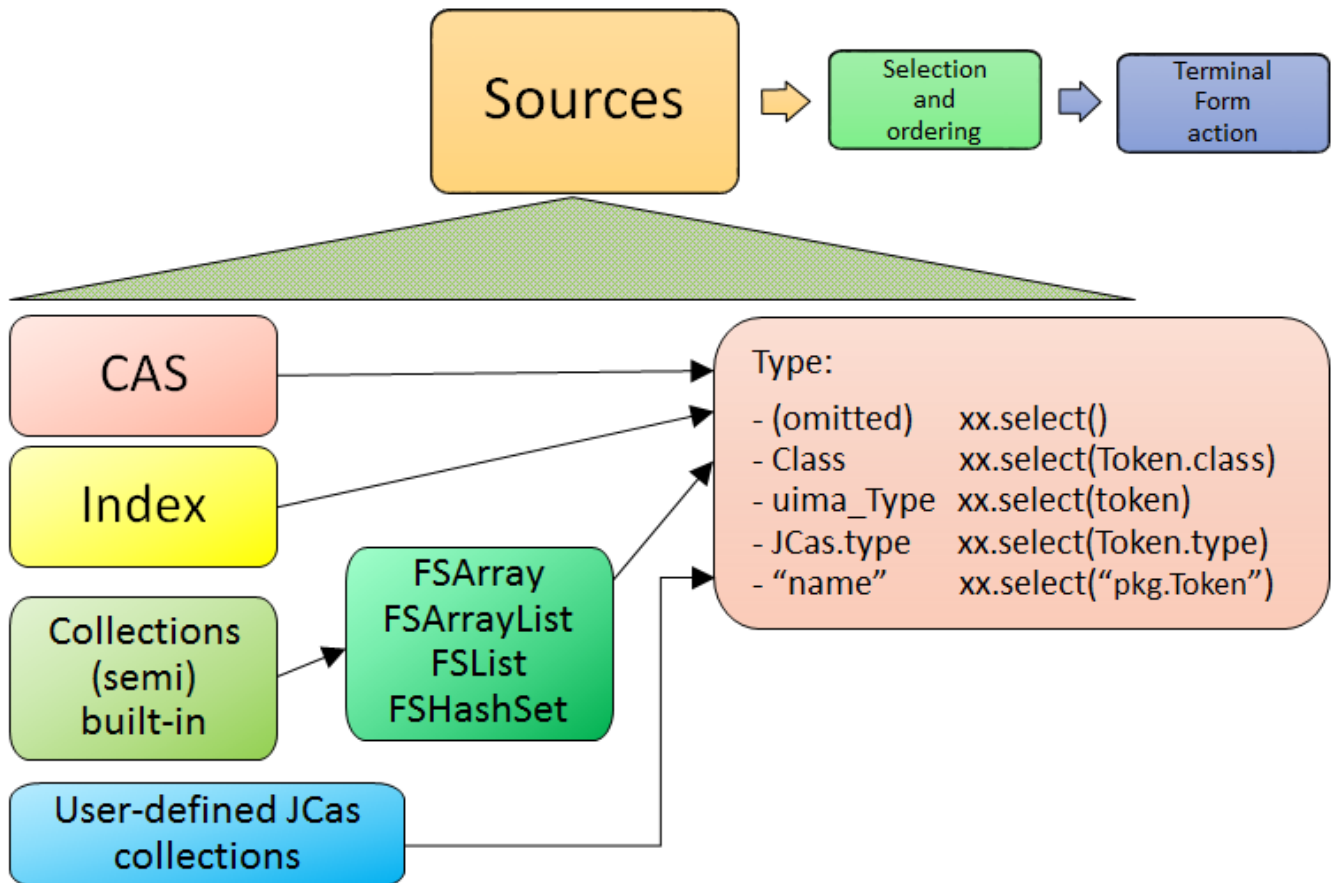 Sources
Selection
and
ordering
Terminal
Form
action
CAS
Index
Collections
(semi)
built-in
FSArray
FSArrayList
FSList
FSHashSet
User-defined JCas
collections
Type:
- (omitted) xx.select()
- Class xx.select(Token.class)
- uima_Type xx.select(token)
- JCas.type xx.select(Token.type)
- “name” xx.select(“pkg.Token”)